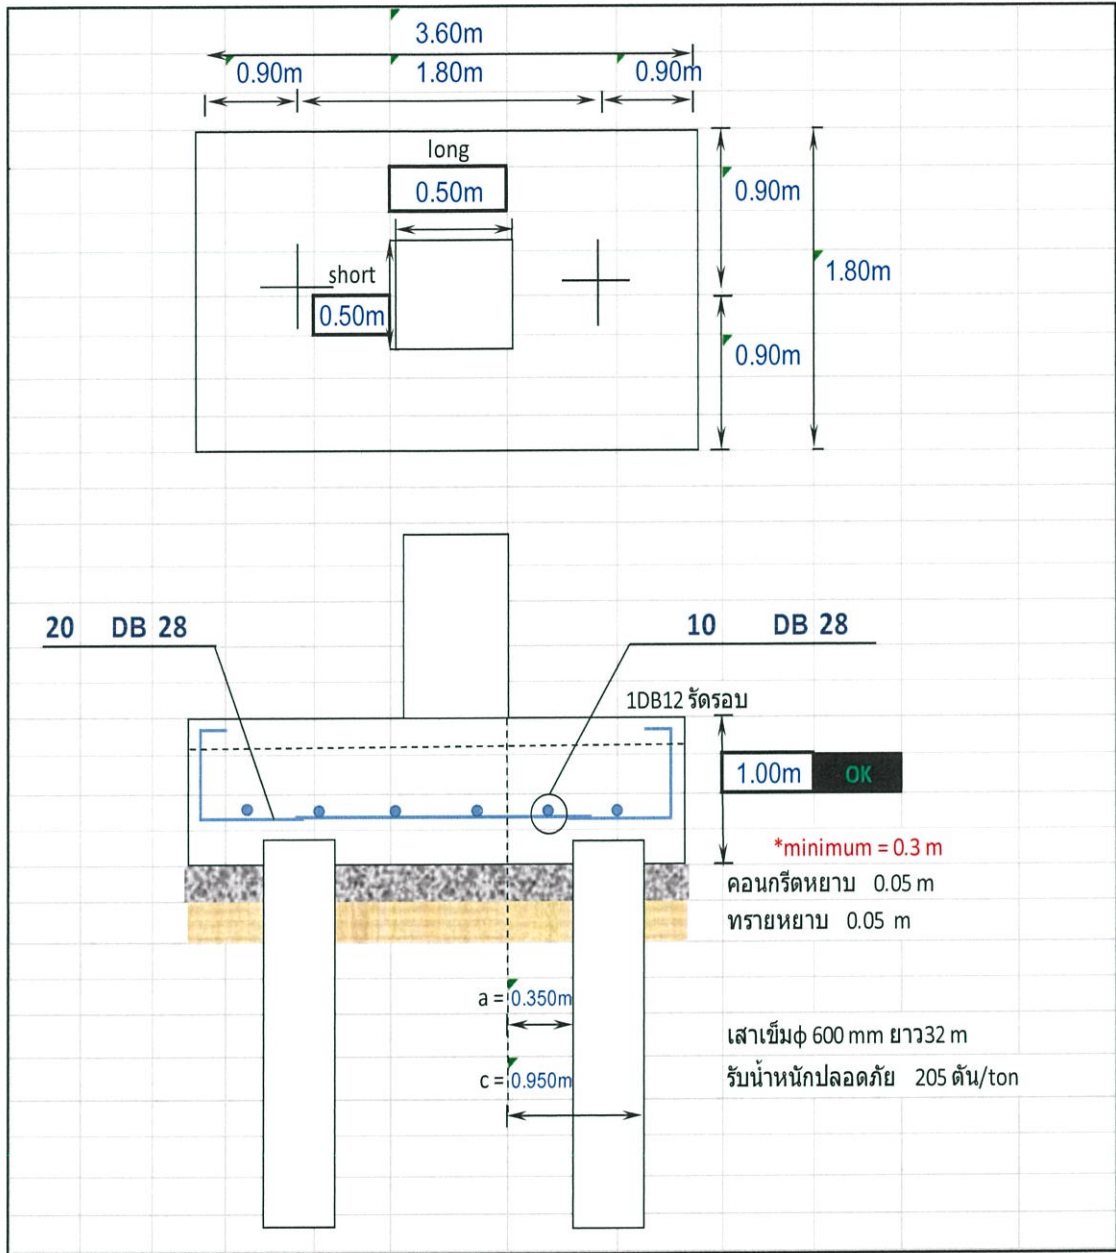 3.60m
0.90m 1.80m 0.90m
long
0.50m
0.90m
short
0.50m
1.80m
0.90m
20 DB 28
10 DB 28
1DB12 รัดรอบ
1.00m OK
*minimum = 0.3 m
คอนกรีตหยาบ 0.05 m
ทรายหยาบ 0.05 m
a = 0.350m
c = 0.950m
เสาเข็มϕ 600 mm ยาว32 m
รับน้ำหนักปลอดภัย 205 ตัน/ton